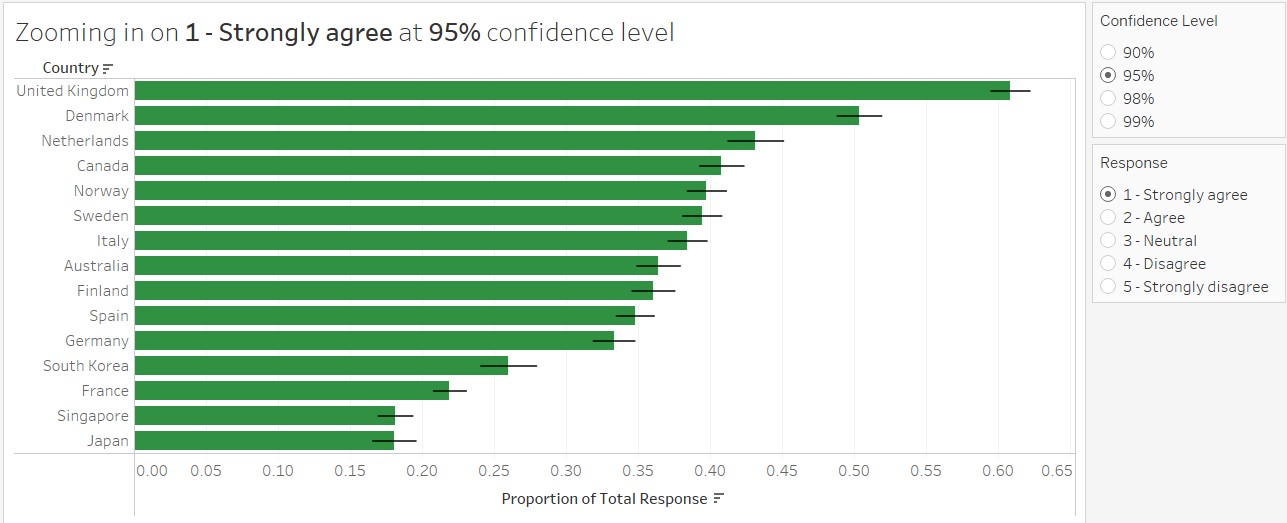 Zooming in on 1 - Strongly agree at 95% confidence level
Country
United Kingdom
Denmark
Netherlands
Canada
Norway
Sweden
Italy
Australia
Finland
Spain
Germany
South Korea
France
Singapore
Japan
0.00 0.05 0.10 0.15 0.20 0.25 0.30 0.35 0.40 0.45 0.50 0.55 0.60 0.65
Proportion of Total Response
Confidence Level
90%
95%
98%
99%
Response
1 - Strongly agree
2 - Agree
3 - Neutral
4 - Disagree
5 - Strongly disagree